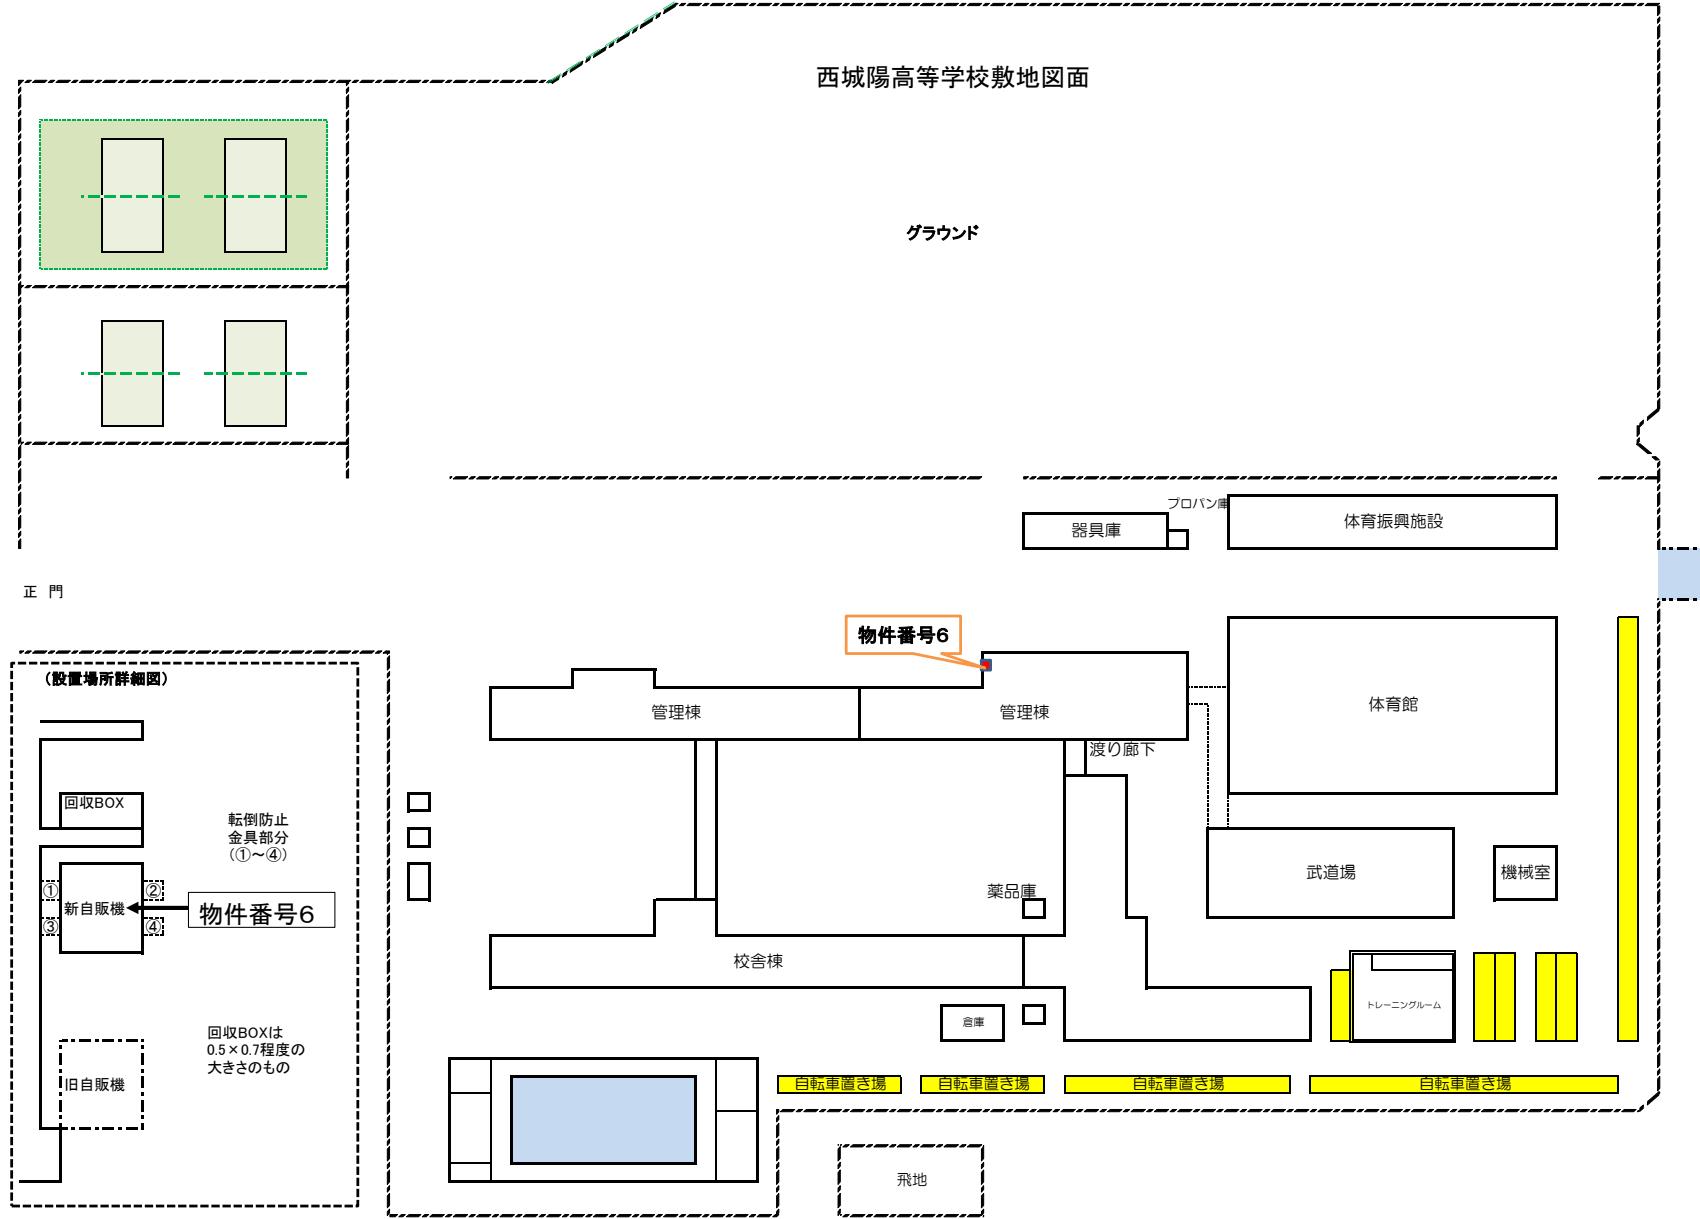 西城陽高等学校敷地図面
グラウンド
プロパン庫
器具庫
体育振興施設
正 門
物件番号6
(設置場所詳細図)
管理棟
管理棟
体育館
渡り廊下
回収BOX
転倒防止
金具部分
(①~④)
武道場
機械室
薬品庫
①
②
新自販機
物件番号6
③
④
校舎棟
トレーニングルーム
倉庫
回収BOXは
0.5×0.7程度の
大きさのもの
旧自販機
自転車置き場
自転車置き場
自転車置き場
自転車置き場
飛地